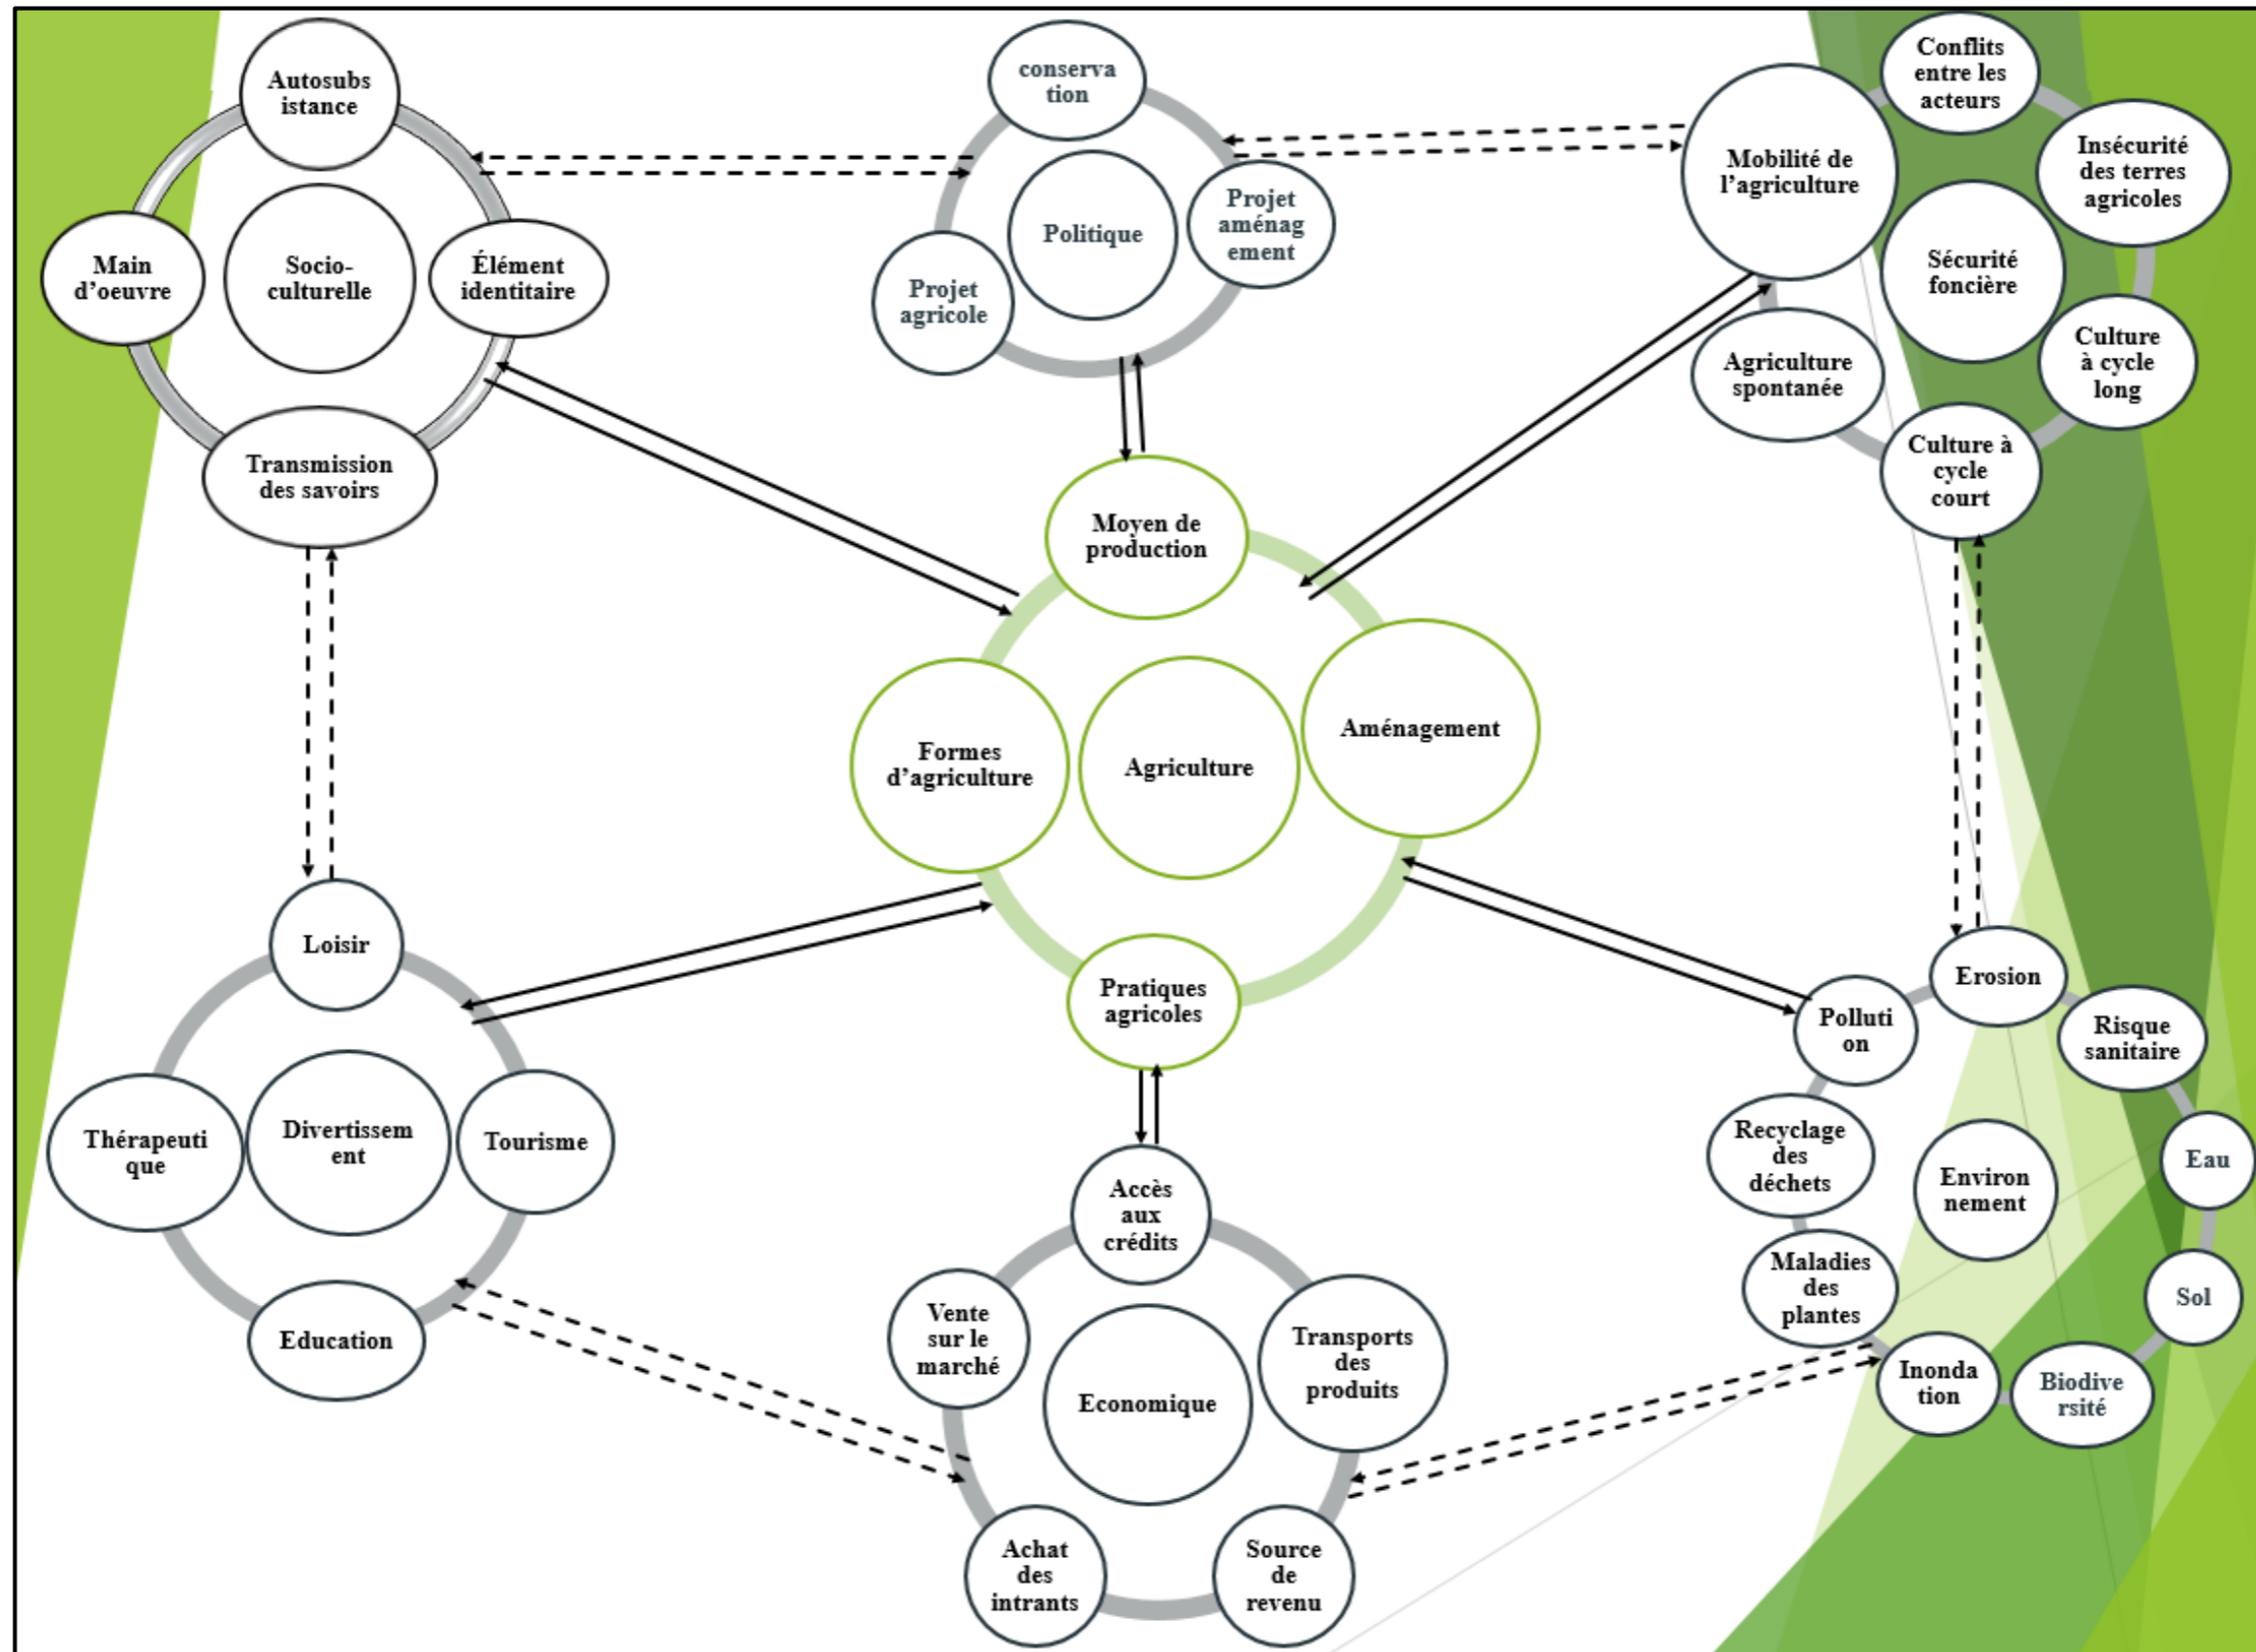 Autosubs
istance
Main
d'oeuvre
Socio-
culturelle
Élément
identitaire
Transmission
des savoirs
conserva
tion
Politique
Projet
aménag
ement
Projet
agricole
Conflits
entre les
acteurs
Mobilité de
l'agriculture
Insécurité
des terres
agricoles
Sécurité
foncière
Agriculture
spontanée
Culture
à cycle
long
Culture à
cycle
court
Moyen de
production
Formes
d'agriculture
Agriculture
Aménagement
Pratiques
agricoles
Loisir
Thérapeuti
que
Divertissem
ent
Tourisme
Education
Accès
aux
crédits
Vente
sur le
marché
Economique
Transports
des
produits
Achat
des
intrants
Source
de
revenu
Erosion
Polluti
on
Risque
sanitaire
Recyclage
des
déchets
Environ
nement
Eau
Maladies
des
plantes
Sol
Inonda
tion
Biodive
rsité